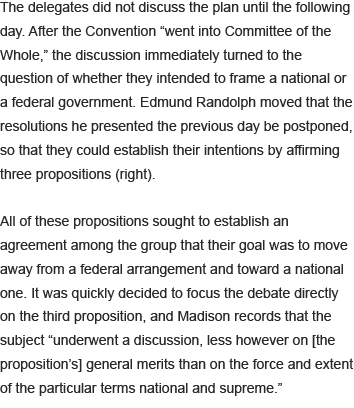 The delegates did not discuss the plan until the following
day. After the Convention “went into Committee of the
Whole,” the discussion immediately turned to the
question of whether they intended to frame a national or
a federal government. Edmund Randolph moved that the
resolutions he presented the previous day be postponed,
so that they could establish their intentions by affirming
three propositions (right).

All of these propositions sought to establish an
agreement among the group that their goal was to move
away from a federal arrangement and toward a national
one. It was quickly decided to focus the debate directly
on the third proposition, and Madison records that the
subject “underwent a discussion, less however on [the
proposition’s] general merits than on the force and extent
of the particular terms national and supreme.”